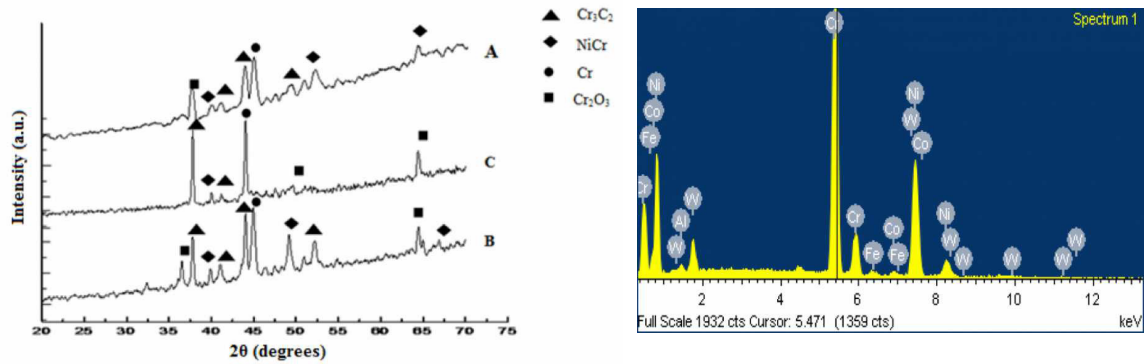 Intensity (a.u.)
A
C
B
20 25 30 35 40 45 50 55 60 65 70 75
2θ (degrees)
Cr₃C₂
NiCr
Cr
Cr₂O₃
Spectrum 1
Cr
Ni
Co
Fe
W
Al
W
Cr
Cr
Fe
Co
Fe
Ni
W
Co
Ni
W
W
W
W
W
2 4 6 8 10 12
Full Scale 1932 cts Cursor: 5.471 (1359 cts) keV